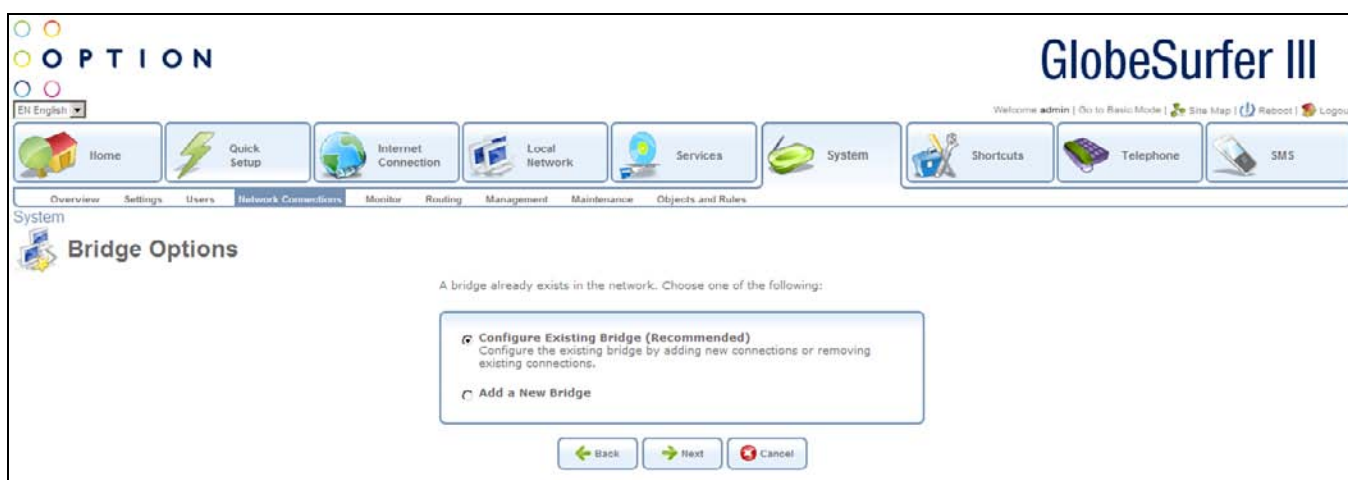 OPTION
GlobeSurfer III
EN English
Welcome admin | Go to Basic Mode | Site Map | Reboot | Logou
Home
Quick Setup
Internet Connection
Local Network
Services
System
Shortcuts
Telephone
SMS
Overview Settings Users Network Connections Monitor Routing Management Maintenance Objects and Rules
System
Bridge Options
A bridge already exists in the network. Choose one of the following:
Configure Existing Bridge (Recommended)
Configure the existing bridge by adding new connections or removing
existing connections.
Add a New Bridge
Back Next Cancel